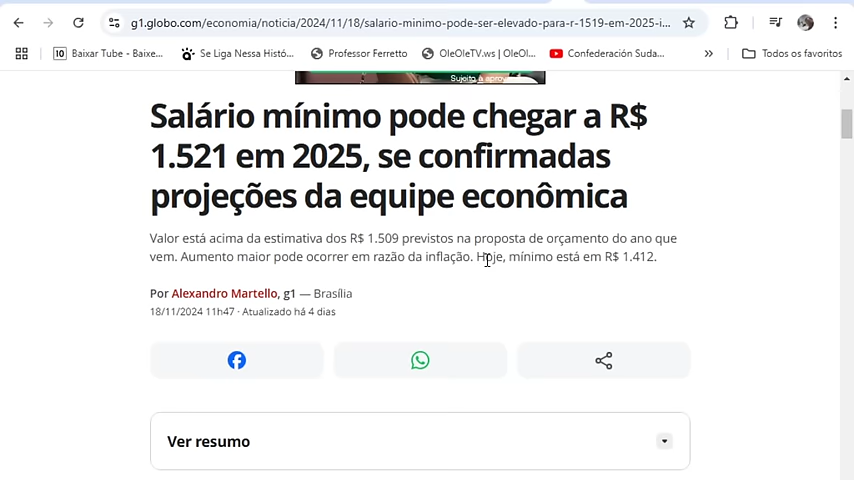 g1.globo.com/economia/noticia/2024/11/18/salario-minimo-pode-ser-elevado-para-r-1519-em-2025-i...
Baixar Tube - Baixe...
Se Liga Nessa Histó...
Professor Ferretto
OleOleTV.ws | OleOl...
Confederación Suda...
»
Todos os favoritos
Sujeito à aprov
Salário mínimo pode chegar a R$
1.521 em 2025, se confirmadas
projeções da equipe econômica
Valor está acima da estimativa dos R$ 1.509 previstos na proposta de orçamento do ano que
vem. Aumento maior pode ocorrer em razão da inflação. Hoje, mínimo está em R$ 1.412.
Por Alexandro Martello, g1 — Brasília
18/11/2024 11h47 · Atualizado há 4 dias
Ver resumo